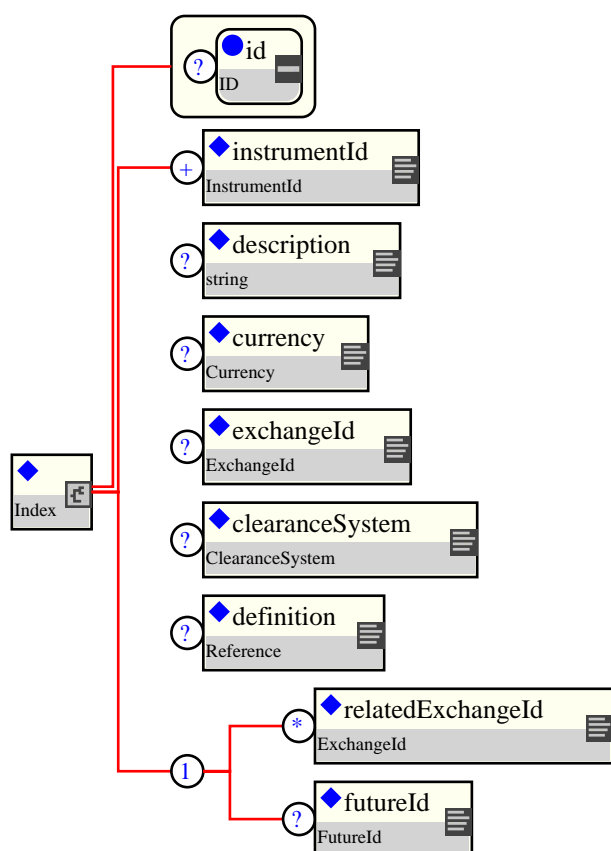 ? id
ID
+ instrumentId
InstrumentId
? description
string
? currency
Currency
? exchangeId
ExchangeId
Index
? clearanceSystem
ClearanceSystem
? definition
Reference
* relatedExchangeId
ExchangeId
1
? futureId
FutureId